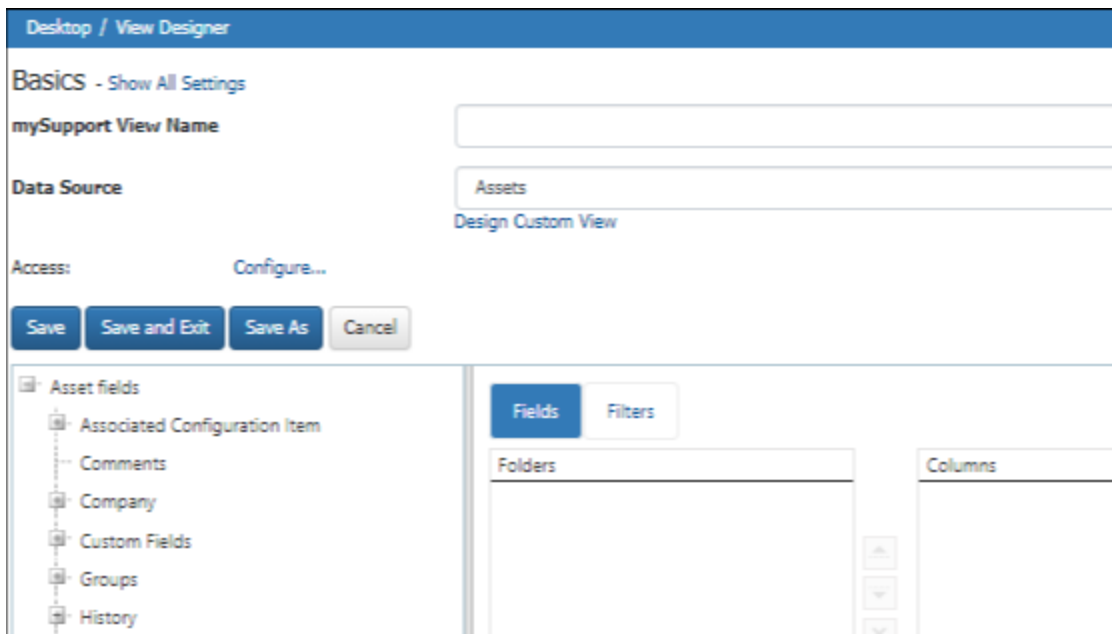 Desktop / View Designer
Basics - Show All Settings
mySupport View Name
Data Source
Assets
Design Custom View
Access: Configure...
Save Save and Exit Save As Cancel
Asset fields
Associated Configuration Item
Comments
Company
Custom Fields
Groups
History
Fields Filters
Folders Columns